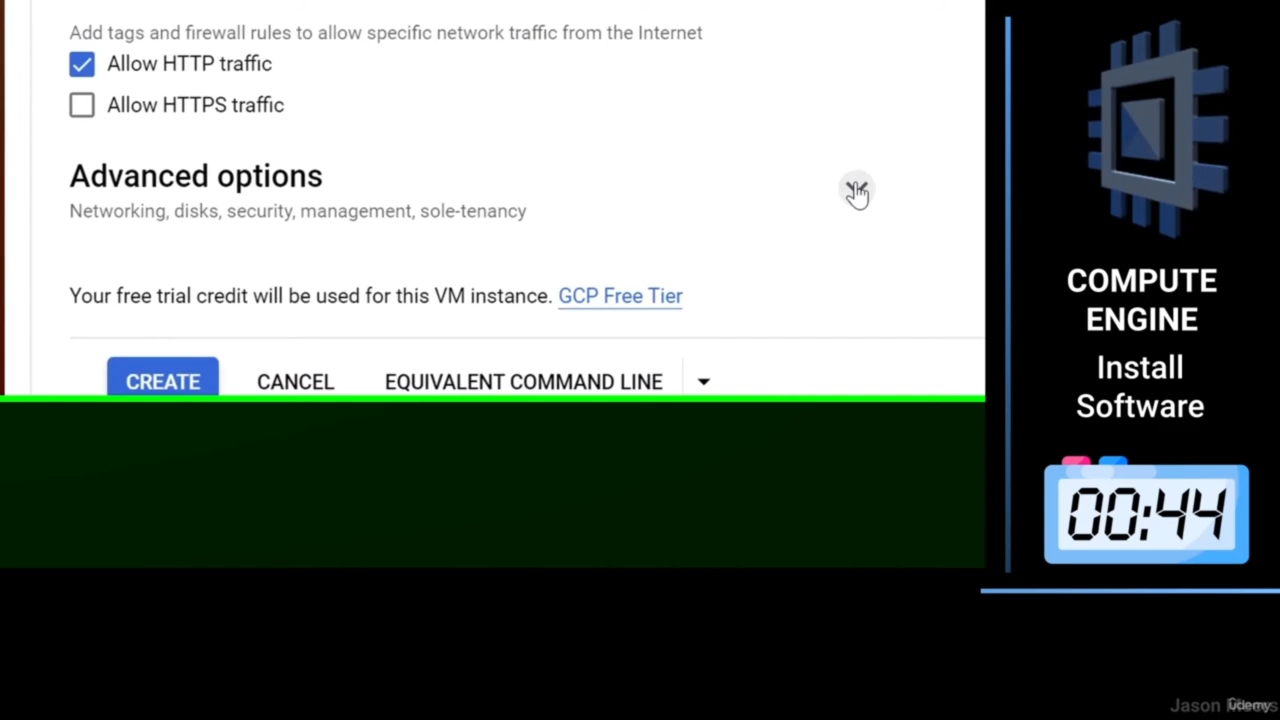 Add tags and firewall rules to allow specific network traffic from the Internet
Allow HTTP traffic
Allow HTTPS traffic
Advanced options
Networking, disks, security, management, sole-tenancy
Your free trial credit will be used for this VM instance. GCP Free Tier
CREATE CANCEL EQUIVALENT COMMAND LINE
COMPUTE
ENGINE
Install
Software
00:44
Jason
Udemy